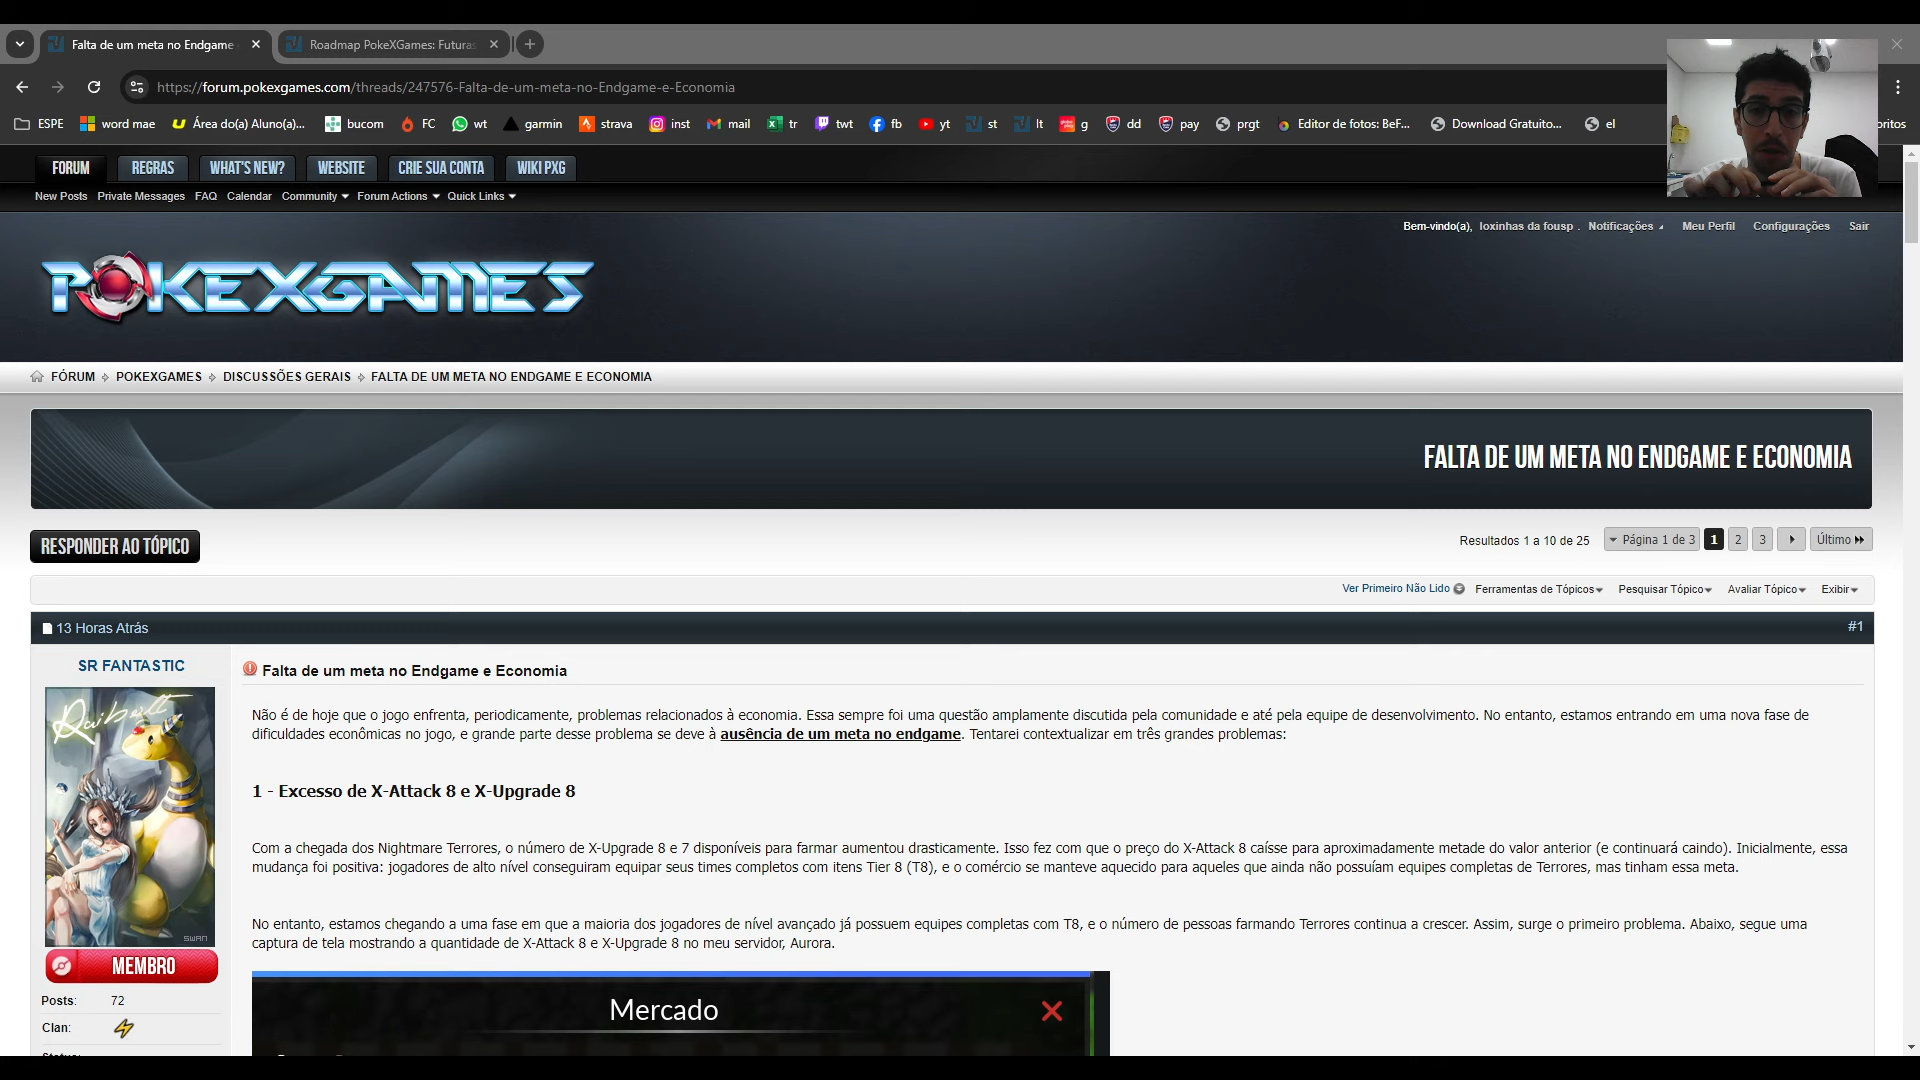 Falta de um meta no Endgame
Roadmap PokeXGames: Futuras
https://forum.pokexgames.com/threads/247576-Falta-de-um-meta-no-Endgame-e-Economia
ESPE
word mae
Área do(a) Aluno(a)...
bucom
FC
wt
garmin
strava
inst
mail
tr
twt
fb
yt
st
lt
g
dd
pay
prgt
Editor de fotos: BeF...
Download Gratuito...
el
oritos
FORUM
REGRAS
WHAT'S NEW?
WEBSITE
CRIE SUA CONTA
WIKI PXG
New Posts
Private Messages
FAQ
Calendar
Community
Forum Actions
Quick Links
Bem-vindo(a), loxinhas da fousp .
Notificações
Meu Perfil
Configurações
Sair
POKEXGAMES
FÓRUM
POKEXGAMES
DISCUSSÕES GERAIS
FALTA DE UM META NO ENDGAME E ECONOMIA
FALTA DE UM META NO ENDGAME E ECONOMIA
RESPONDER AO TÓPICO
Resultados 1 a 10 de 25
Página 1 de 3
1
2
3
Último
Ver Primeiro Não Lido
Ferramentas de Tópicos
Pesquisar Tópico
Avaliar Tópico
Exibir
13 Horas Atrás
#1
SR FANTASTIC
SWAN
MEMBRO
Posts: 72
Clan:
Falta de um meta no Endgame e Economia
Não é de hoje que o jogo enfrenta, periodicamente, problemas relacionados à economia. Essa sempre foi uma questão amplamente discutida pela comunidade e até pela equipe de desenvolvimento. No entanto, estamos entrando em uma nova fase de
dificuldades econômicas no jogo, e grande parte desse problema se deve à ausência de um meta no endgame. Tentarei contextualizar em três grandes problemas:
1 - Excesso de X-Attack 8 e X-Upgrade 8
Com a chegada dos Nightmare Terrores, o número de X-Upgrade 8 e 7 disponíveis para farmar aumentou drasticamente. Isso fez com que o preço do X-Attack 8 caísse para aproximadamente metade do valor anterior (e continuará caindo). Inicialmente, essa
mudança foi positiva: jogadores de alto nível conseguiram equipar seus times completos com itens Tier 8 (T8), e o comércio se manteve aquecido para aqueles que ainda não possuíam equipes completas de Terrores, mas tinham essa meta.
No entanto, estamos chegando a uma fase em que a maioria dos jogadores de nível avançado já possuem equipes completas com T8, e o número de pessoas farmando Terrores continua a crescer. Assim, surge o primeiro problema. Abaixo, segue uma
captura de tela mostrando a quantidade de X-Attack 8 e X-Upgrade 8 no meu servidor, Aurora.
Mercado